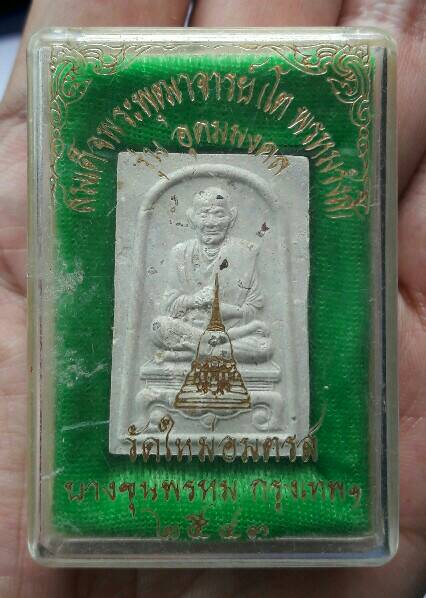 สมเด็จพระพุฒาจารย์ (โต พรหมรังสี)
รุ่น อุดมมงคล
วัดใหม่อมตรส
บางขุนพรหม กรุงเทพฯ
๒๕๔๓